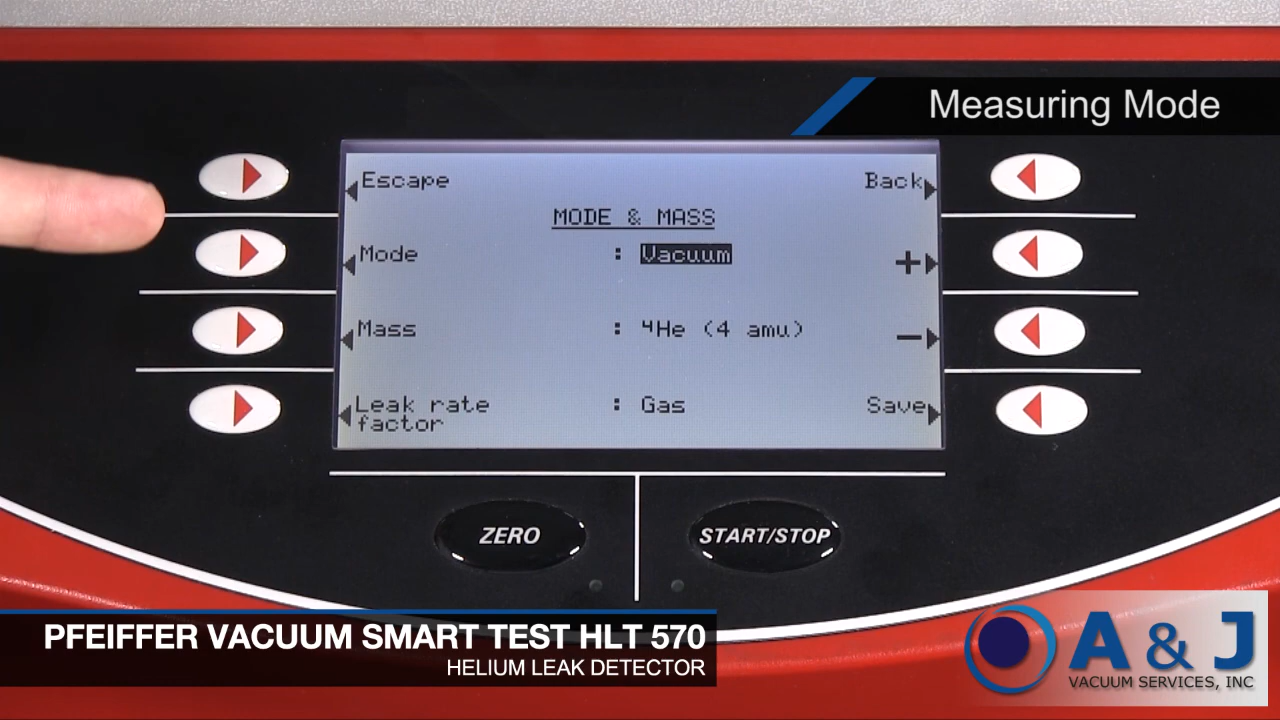 Measuring Mode
Escape Back
MODE & MASS
Mode : Vacuum +
Mass : ⁴He (4 amu) −
Leak rate factor : Gas Save
ZERO START/STOP
PFEIFFER VACUUM SMART TEST HLT 570
HELIUM LEAK DETECTOR
A & J
VACUUM SERVICES, INC